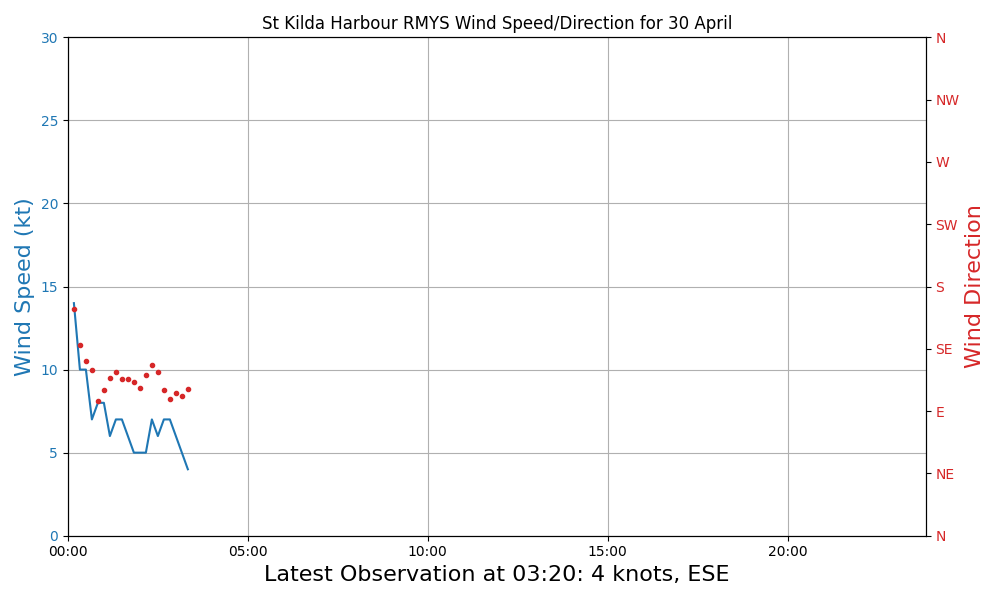 St Kilda Harbour RMYS Wind Speed/Direction for 30 April
30
25
20
15
10
5
0
Wind Speed (kt)
N
NW
W
SW
S
SE
E
NE
N
Wind Direction
00:00 05:00 10:00 15:00 20:00
Latest Observation at 03:20: 4 knots, ESE